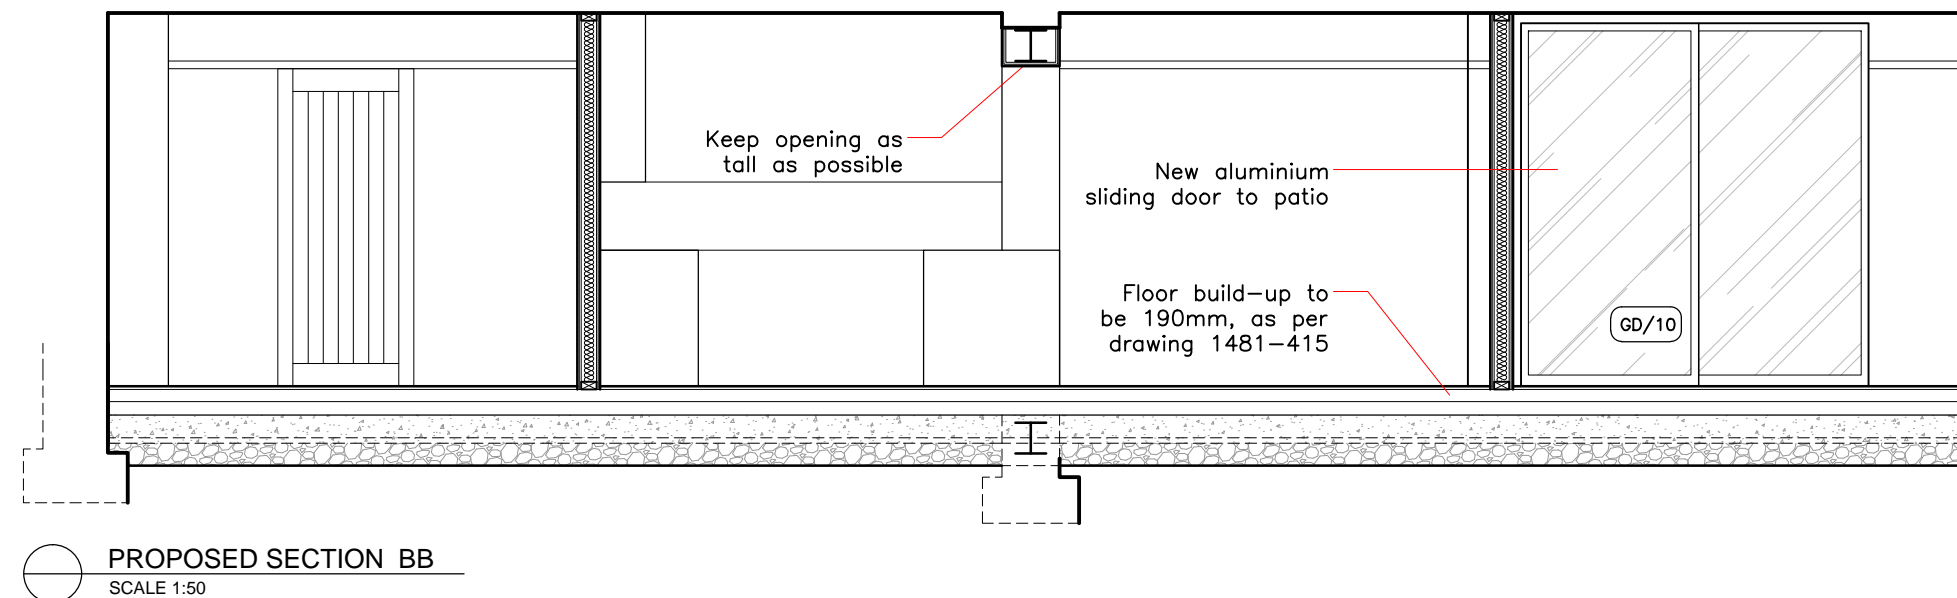 Keep opening as
tall as possible
New aluminium
sliding door to patio
Floor build-up to
be 190mm, as per
drawing 1481-415
GD/10
PROPOSED SECTION BB
SCALE 1:50